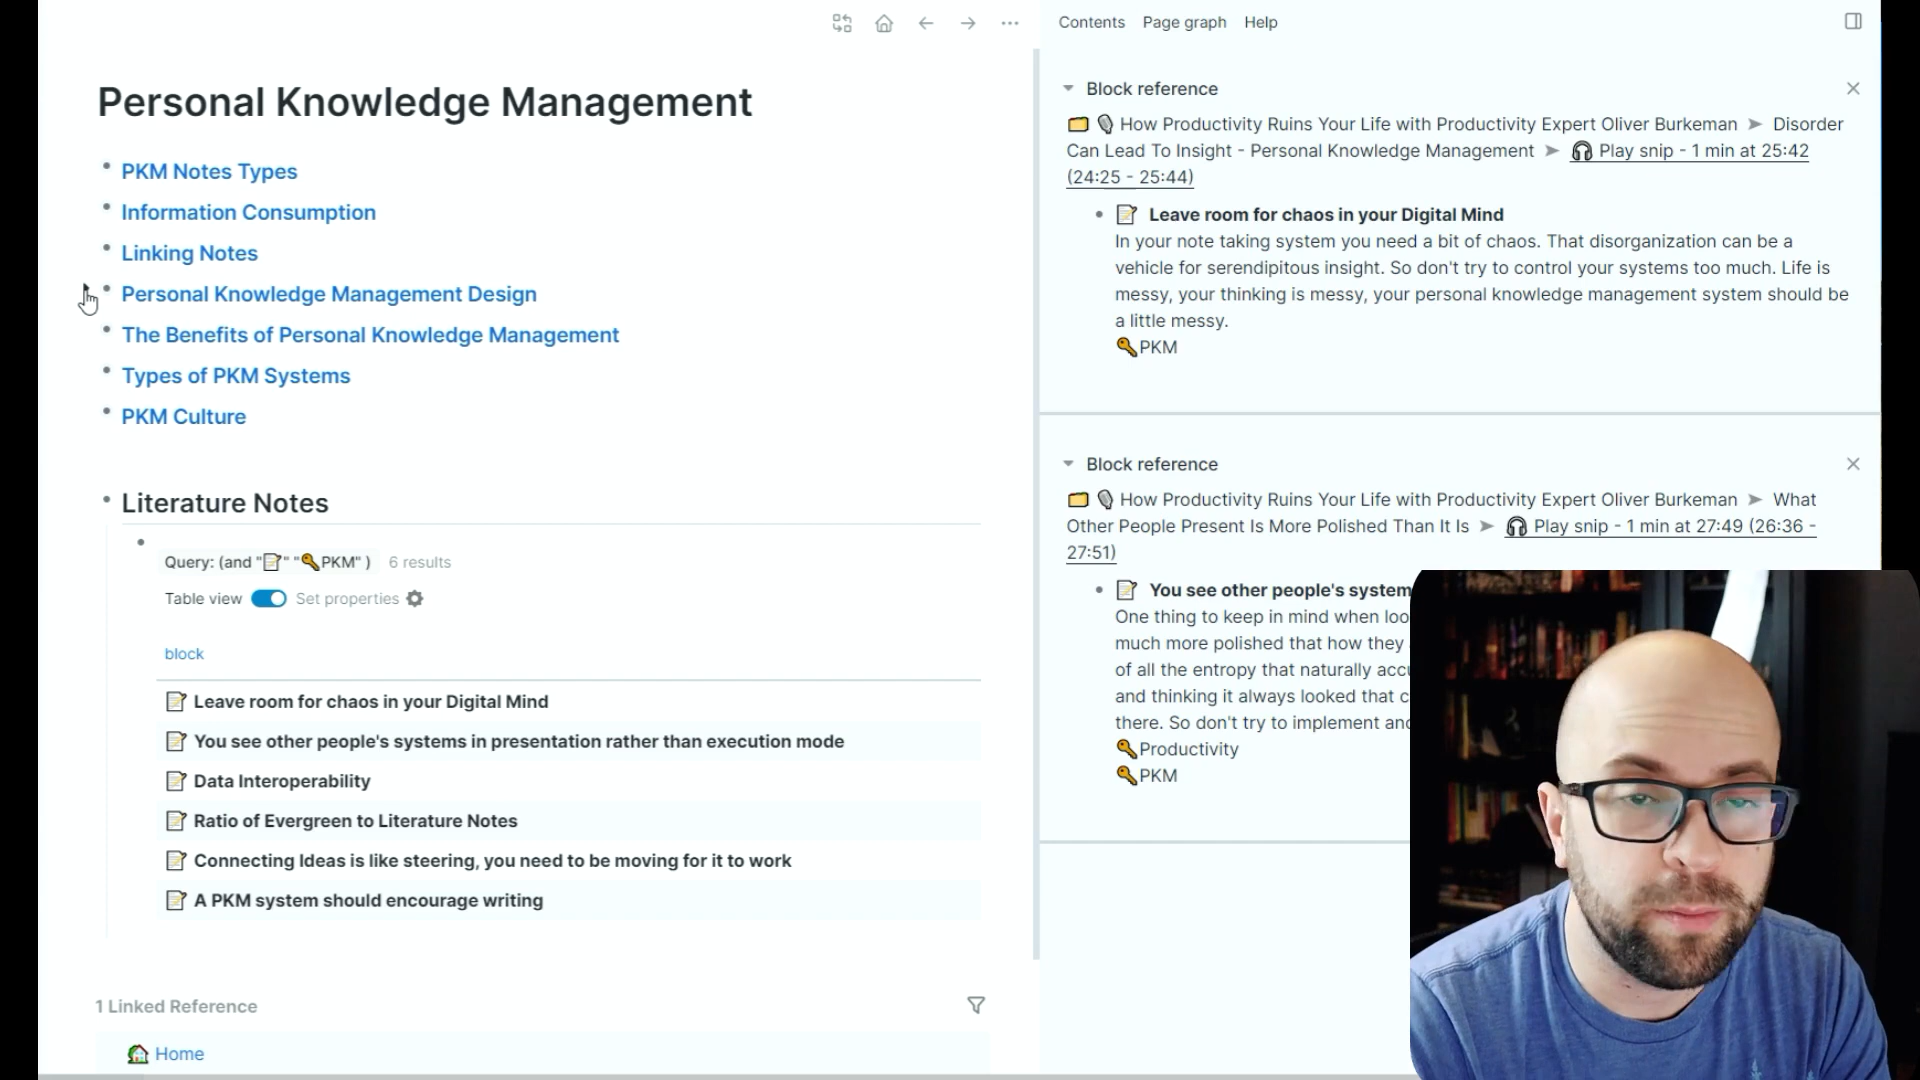 Contents Page graph Help
Personal Knowledge Management
PKM Notes Types
Information Consumption
Linking Notes
Personal Knowledge Management Design
The Benefits of Personal Knowledge Management
Types of PKM Systems
PKM Culture
Literature Notes
Query: (and "📝" "🔑PKM" ) 6 results
Table view Set properties
block
📝 Leave room for chaos in your Digital Mind
📝 You see other people's systems in presentation rather than execution mode
📝 Data Interoperability
📝 Ratio of Evergreen to Literature Notes
📝 Connecting Ideas is like steering, you need to be moving for it to work
📝 A PKM system should encourage writing
1 Linked Reference
🏡 Home
Block reference
🗂️ 🎙️ How Productivity Ruins Your Life with Productivity Expert Oliver Burkeman ➤ Disorder
Can Lead To Insight - Personal Knowledge Management ➤ 🎧 Play snip - 1 min at 25:42
(24:25 - 25:44)
📝 Leave room for chaos in your Digital Mind
In your note taking system you need a bit of chaos. That disorganization can be a
vehicle for serendipitous insight. So don't try to control your systems too much. Life is
messy, your thinking is messy, your personal knowledge management system should be
a little messy.
🔑PKM
Block reference
🗂️ 🎙️ How Productivity Ruins Your Life with Productivity Expert Oliver Burkeman ➤ What
Other People Present Is More Polished Than It Is ➤ 🎧 Play snip - 1 min at 27:49 (26:36 -
27:51)
📝 You see other people's system
One thing to keep in mind when loo
much more polished that how they
of all the entropy that naturally accu
and thinking it always looked that c
there. So don't try to implement and
🔑Productivity
🔑PKM